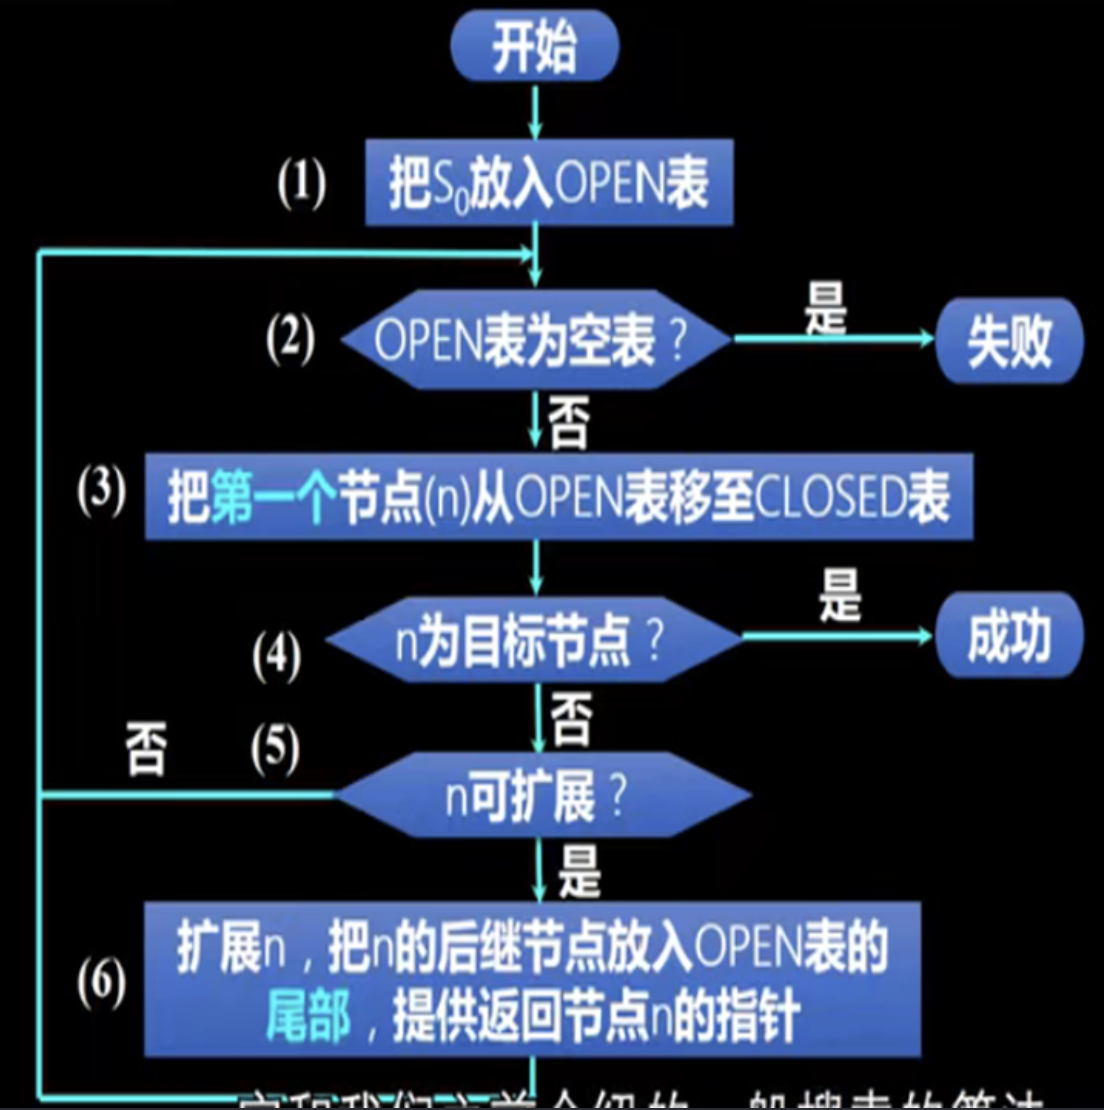 开始
(1)
把S₀放入OPEN表
(2)
OPEN表为空表？
是
失败
否
(3)
把第一个节点(n)从OPEN表移至CLOSED表
是
(4)
n为目标节点？
成功
否
否
(5)
n可扩展？
是
(6)
扩展n，把n的后继节点放入OPEN表的
尾部，提供返回节点n的指针